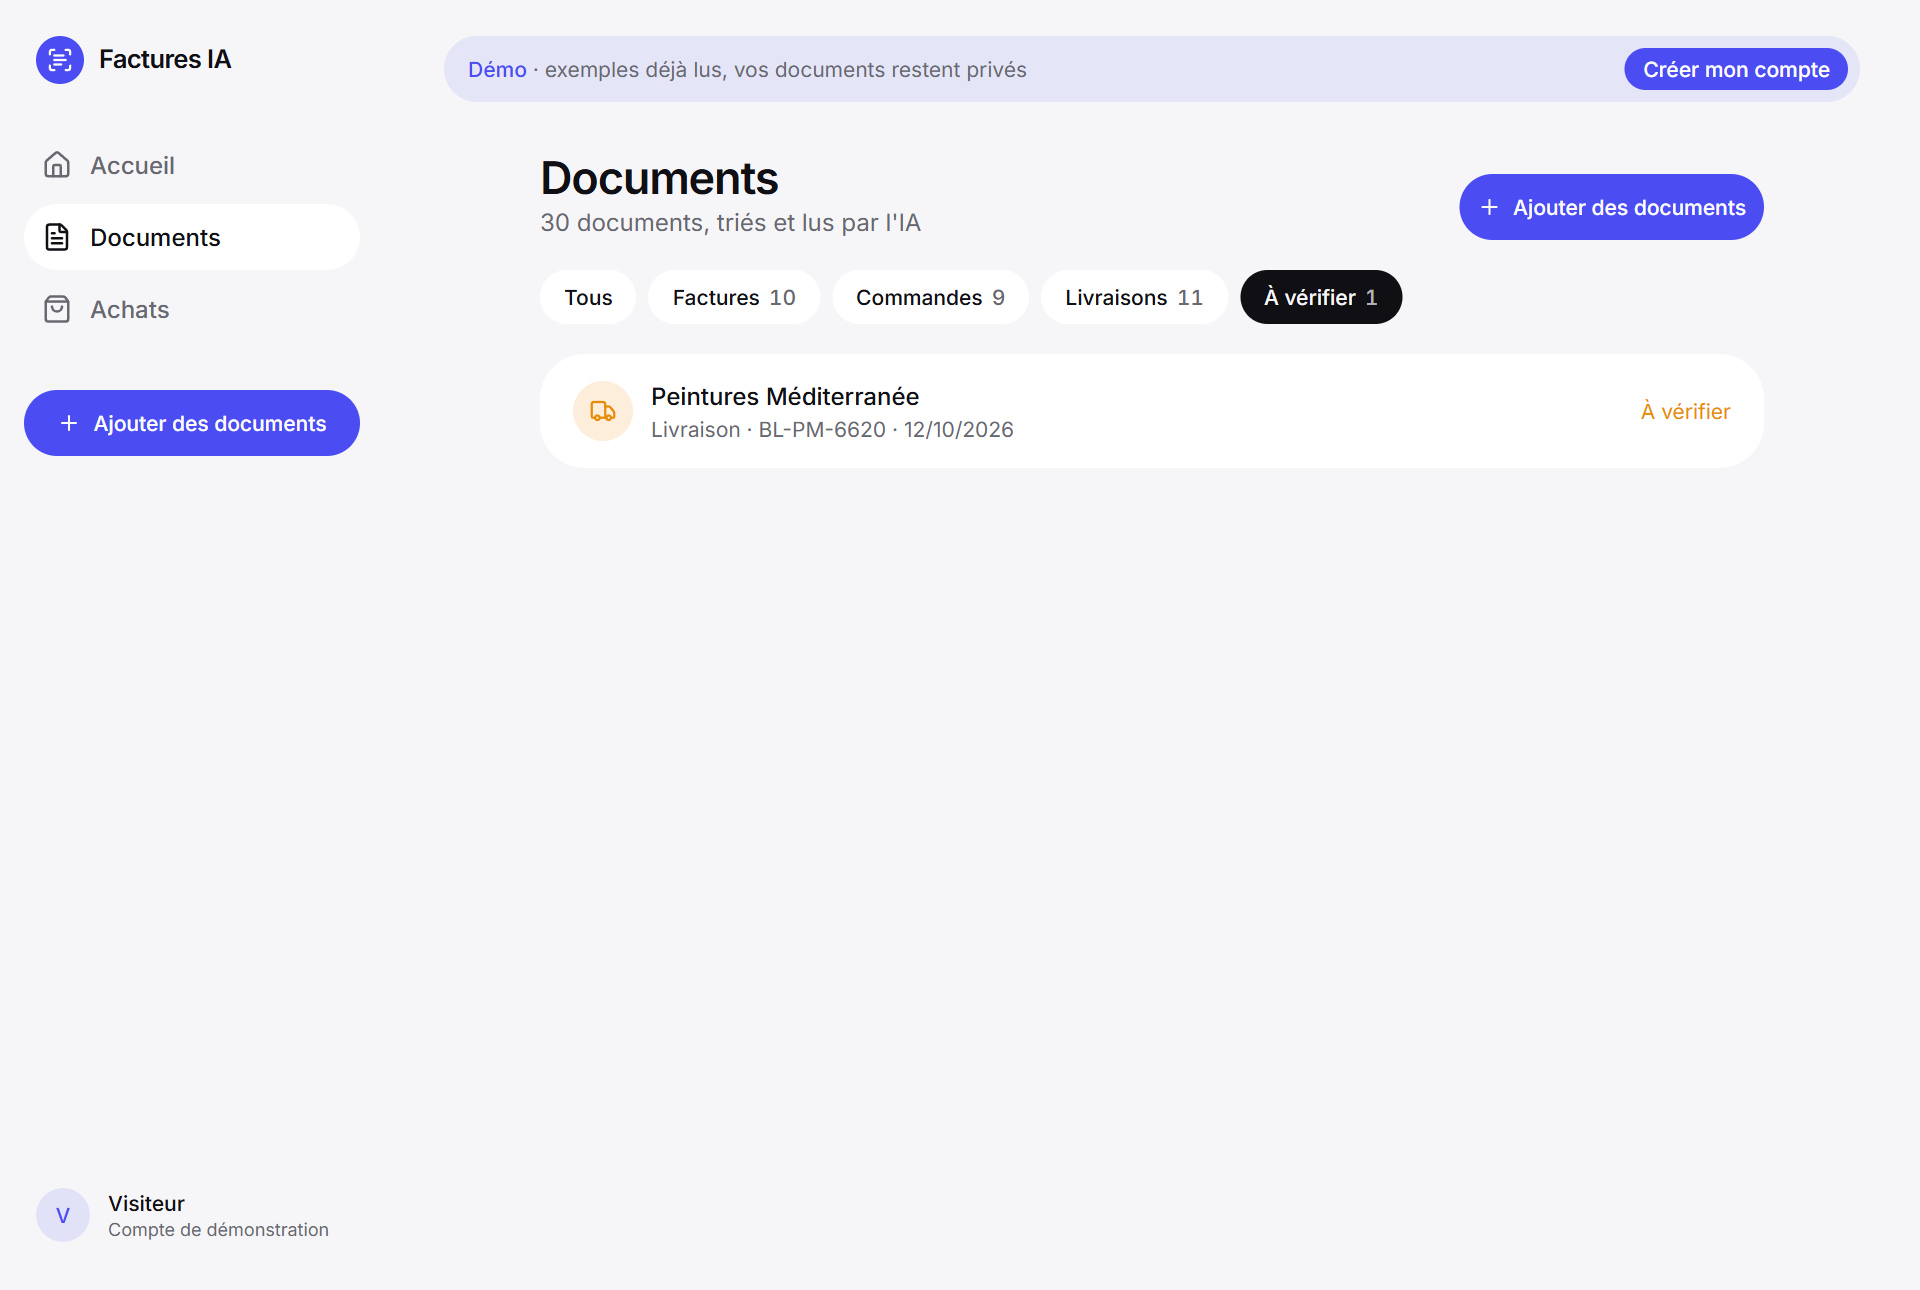 Factures IA
Accueil
Documents
Achats
Ajouter des documents
Visiteur
V
Compte de démonstration
Démo · exemples déjà lus, vos documents restent privés
Créer mon compte
Documents
30 documents, triés et lus par l'IA
Ajouter des documents
Tous
Factures 10
Commandes 9
Livraisons 11
À vérifier 1
Peintures Méditerranée
Livraison · BL-PM-6620 · 12/10/2026
À vérifier